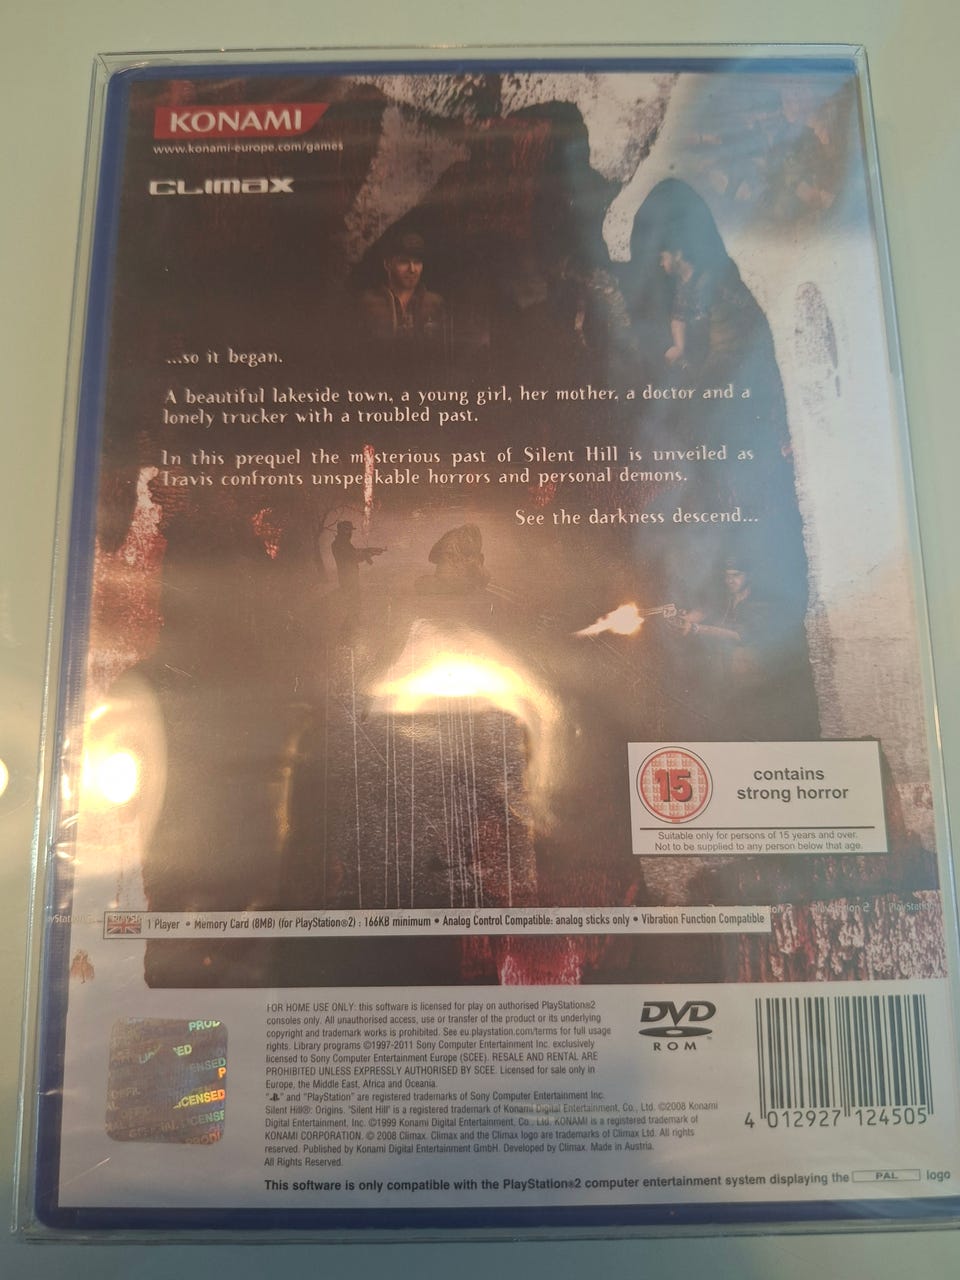 KONAMI
www.konami-europe.com/games
CLIMAX
...so it began.
A beautiful lakeside town, a young girl, her mother, a doctor and a
lonely trucker with a troubled past.
In this prequel the mysterious past of Silent Hill is unveiled as
Travis confronts unspeakable horrors and personal demons.
See the darkness descend...
15
contains
strong horror
Suitable only for persons of 15 years and over.
Not to be supplied to any person below that age.
1 Player • Memory Card (8MB) (for PlayStation®2) : 166KB minimum • Analog Control Compatible: analog sticks only • Vibration Function Compatible
FOR HOME USE ONLY: this software is licensed for play on authorised PlayStation®2
consoles only. All unauthorised access, use or transfer of the product or its underlying
copyright and trademark works is prohibited. See eu.playstation.com/terms for full usage
rights. Library programs ©1997-2011 Sony Computer Entertainment Inc. exclusively
licensed to Sony Computer Entertainment Europe (SCEE). RESALE AND RENTAL ARE
PROHIBITED UNLESS EXPRESSLY AUTHORISED BY SCEE. Licensed for sale only in
Europe, the Middle East, Africa and Oceania.
" " and "PlayStation" are registered trademarks of Sony Computer Entertainment Inc.
Silent Hill®: Origins. 'Silent Hill' is a registered trademark of Konami Digital Entertainment, Co., Ltd. ©2008 Konami
Digital Entertainment, Inc. ©1999 Konami Digital Entertainment, Co., Ltd. KONAMI is a registered trademark of
KONAMI CORPORATION. © 2008 Climax. Climax and the Climax logo are trademarks of Climax Ltd. All rights
reserved. Published by Konami Digital Entertainment GmbH. Developed by Climax. Made in Austria.
All Rights Reserved.
This software is only compatible with the PlayStation®2 computer entertainment system displaying the PAL logo
DVD
ROM
4 012927 124505